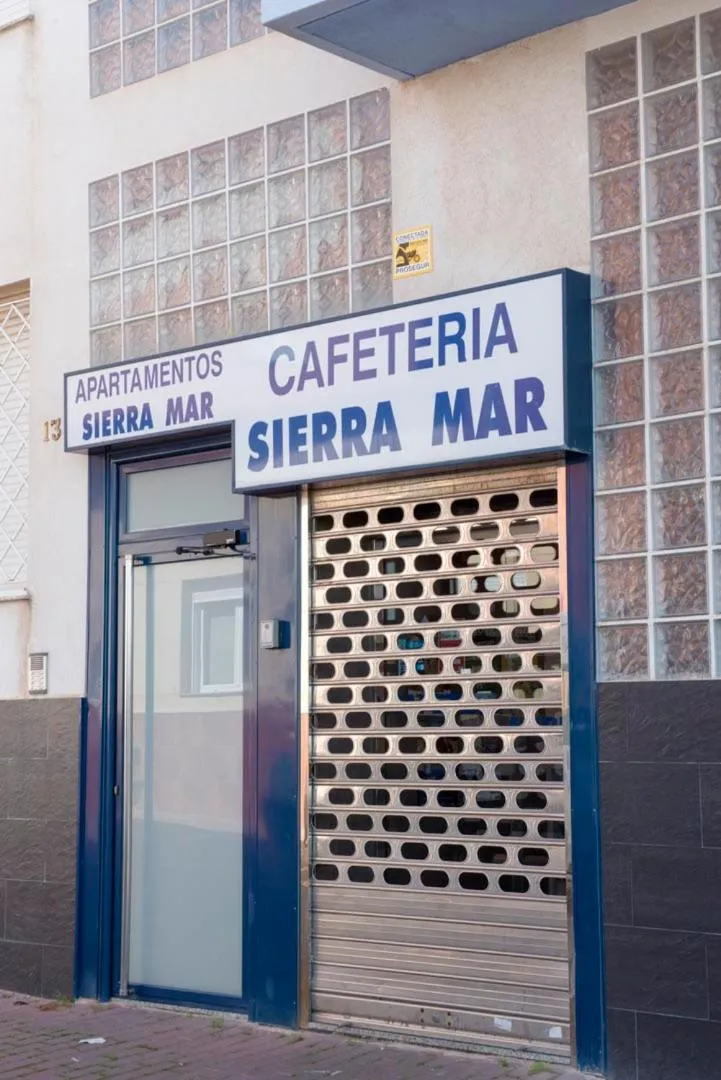 CONECTADA
PROSEGUR
APARTAMENTOS
SIERRA MAR
CAFETERIA
SIERRA MAR
13